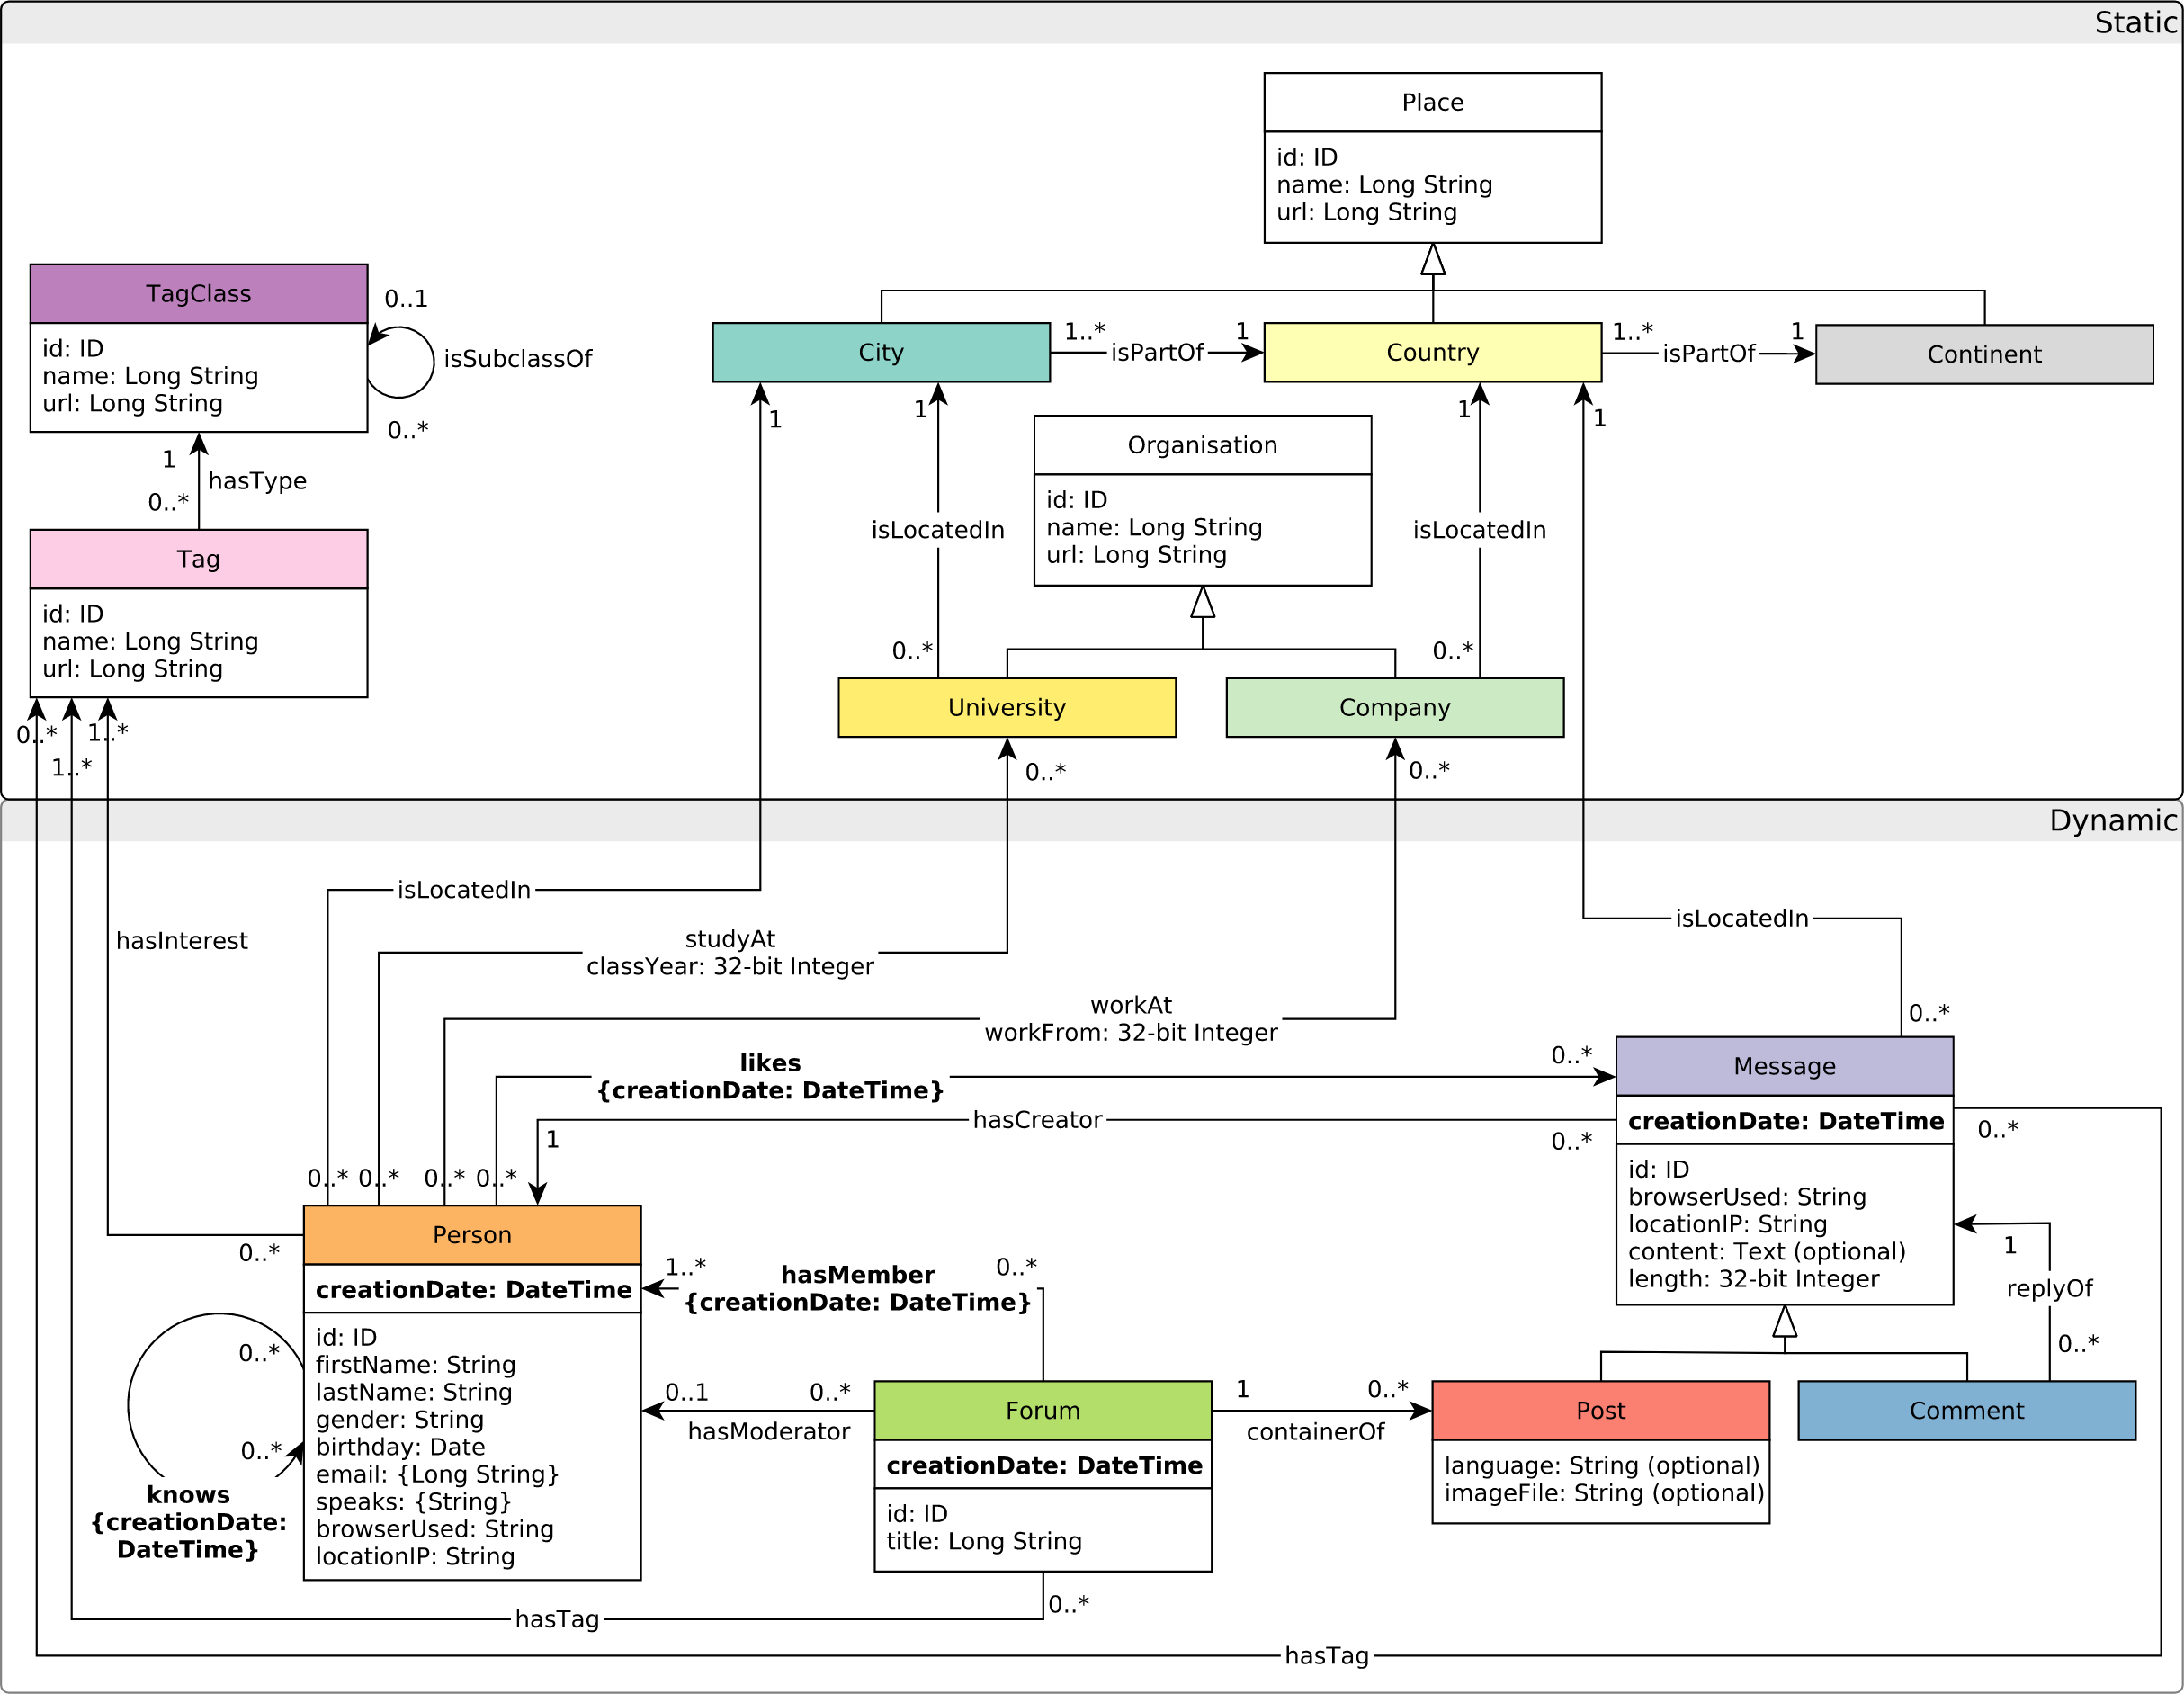 Static
Place
id: ID
name: Long String
url: Long String
TagClass
id: ID
name: Long String
url: Long String
0..1
isSubclassOf
0..*
City
1..*
isPartOf
1
Country
1..*
isPartOf
1
Continent
1
1
1
1
Organisation
id: ID
name: Long String
url: Long String
1
hasType
0..*
isLocatedIn
isLocatedIn
Tag
id: ID
name: Long String
url: Long String
0..*
0..*
University
Company
0..*
1..*
1..*
0..*
0..*
Dynamic
isLocatedIn
hasInterest
studyAt
classYear: 32-bit Integer
isLocatedIn
workAt
workFrom: 32-bit Integer
0..*
likes
{creationDate: DateTime}
0..*
Message
creationDate: DateTime
id: ID
browserUsed: String
locationIP: String
content: Text (optional)
length: 32-bit Integer
hasCreator
1
0..*
0..*
0..*
0..*
0..*
0..*
Person
creationDate: DateTime
id: ID
firstName: String
lastName: String
gender: String
birthday: Date
email: {Long String}
speaks: {String}
browserUsed: String
locationIP: String
0..*
1..*
hasMember
{creationDate: DateTime}
0..*
1
replyOf
0..*
0..*
0..*
knows
{creationDate:
DateTime}
0..1
0..*
hasModerator
Forum
creationDate: DateTime
id: ID
title: Long String
1
0..*
containerOf
Post
language: String (optional)
imageFile: String (optional)
Comment
0..*
hasTag
hasTag